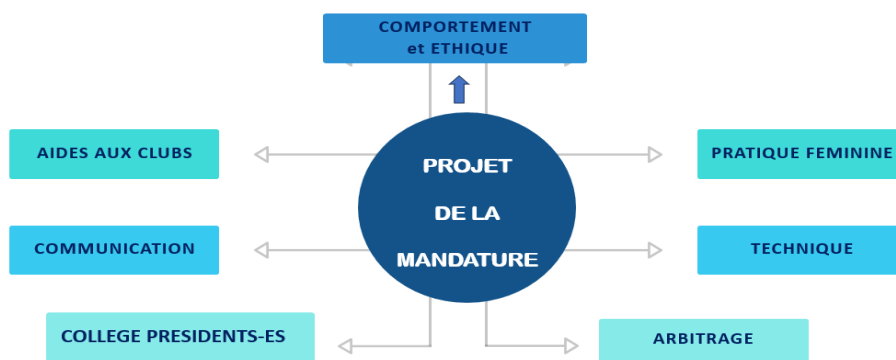 COMPORTEMENT
et ETHIQUE
AIDES AUX CLUBS
PRATIQUE FEMININE
PROJET
DE LA
MANDATURE
COMMUNICATION
TECHNIQUE
COLLEGE PRESIDENTS-ES
ARBITRAGE